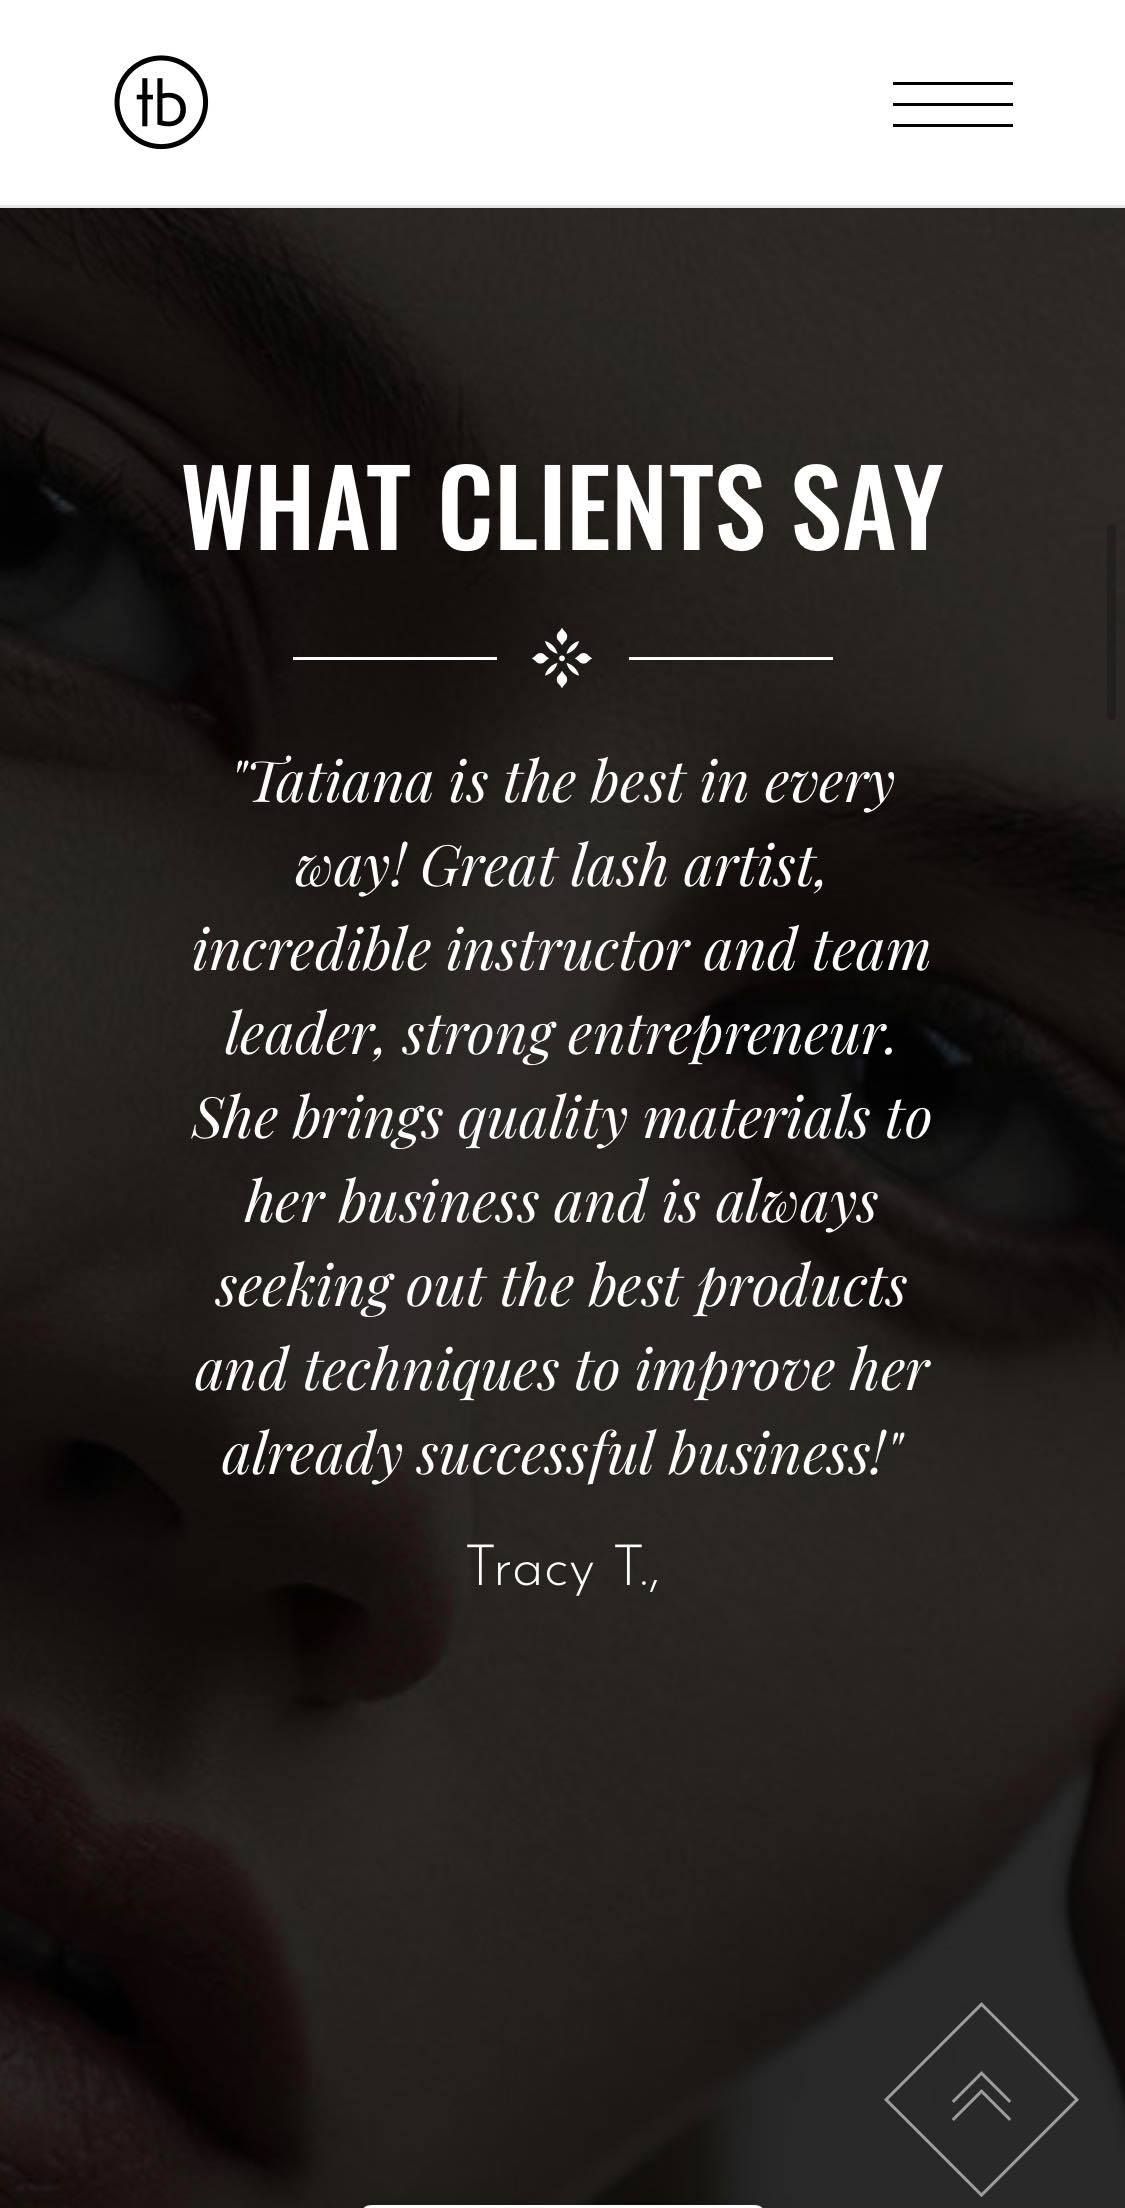 tb
WHAT CLIENTS SAY
"Tatiana is the best in every
way! Great lash artist,
incredible instructor and team
leader, strong entrepreneur.
She brings quality materials to
her business and is always
seeking out the best products
and techniques to improve her
already successful business!"
Tracy T.,